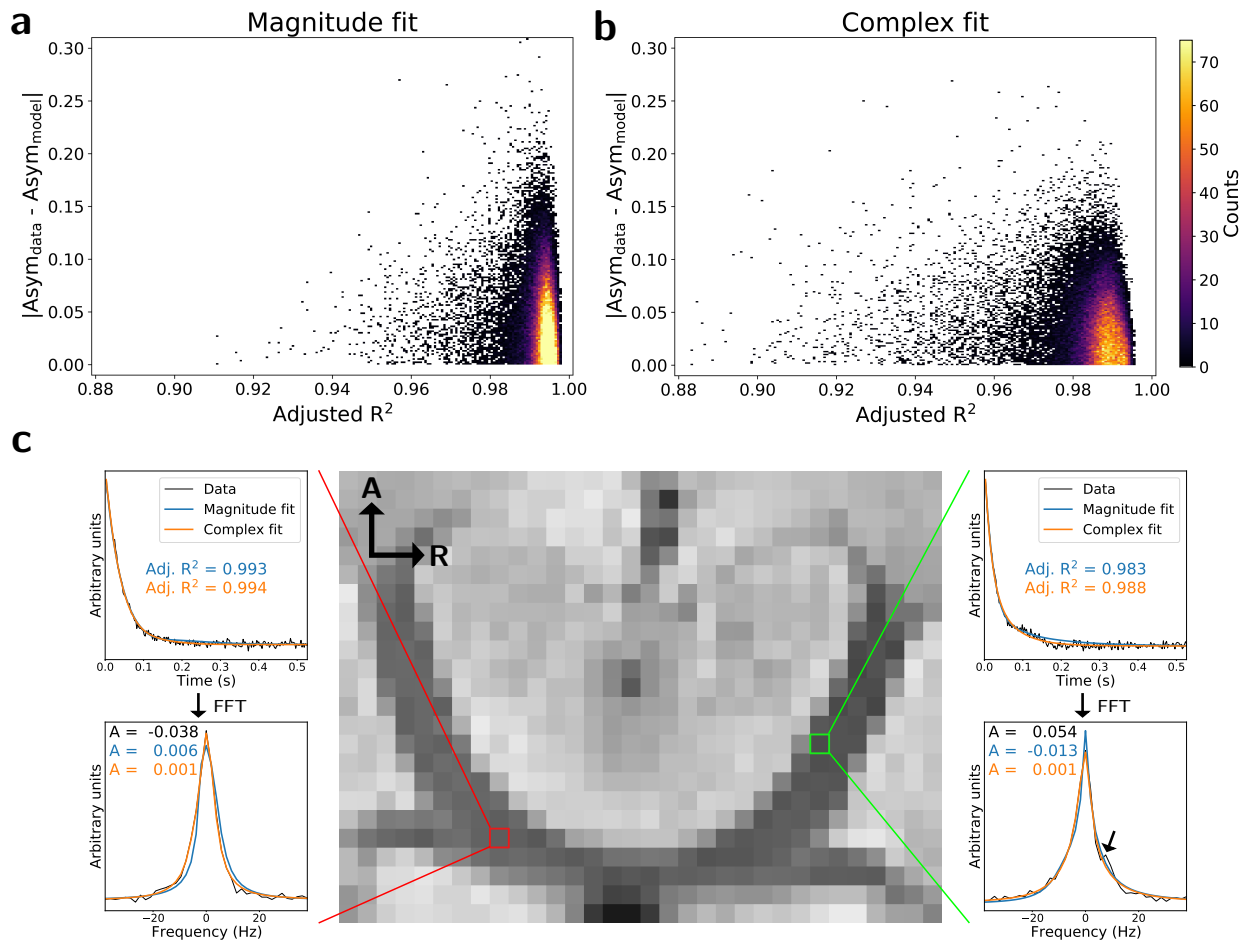 a
Magnitude fit
0.30
0.25
0.20
0.15
0.10
0.05
0.00
|Asym_data - Asym_model|
0.88 0.90 0.92 0.94 0.96 0.98 1.00
Adjusted R²
b
Complex fit
0.30
0.25
0.20
0.15
0.10
0.05
0.00
|Asym_data - Asym_model|
0.88 0.90 0.92 0.94 0.96 0.98 1.00
Adjusted R²
70
60
50
40
30
20
10
0
Counts
c
Data
Magnitude fit
Complex fit
Adj. R² = 0.993
Adj. R² = 0.994
Arbitrary units
0.0 0.1 0.2 0.3 0.4 0.5
Time (s)
FFT
A = -0.038
A = 0.006
A = 0.001
Arbitrary units
−20 0 20
Frequency (Hz)
A
R
Data
Magnitude fit
Complex fit
Adj. R² = 0.983
Adj. R² = 0.988
Arbitrary units
0.0 0.1 0.2 0.3 0.4 0.5
Time (s)
FFT
A = 0.054
A = -0.013
A = 0.001
Arbitrary units
−20 0 20
Frequency (Hz)